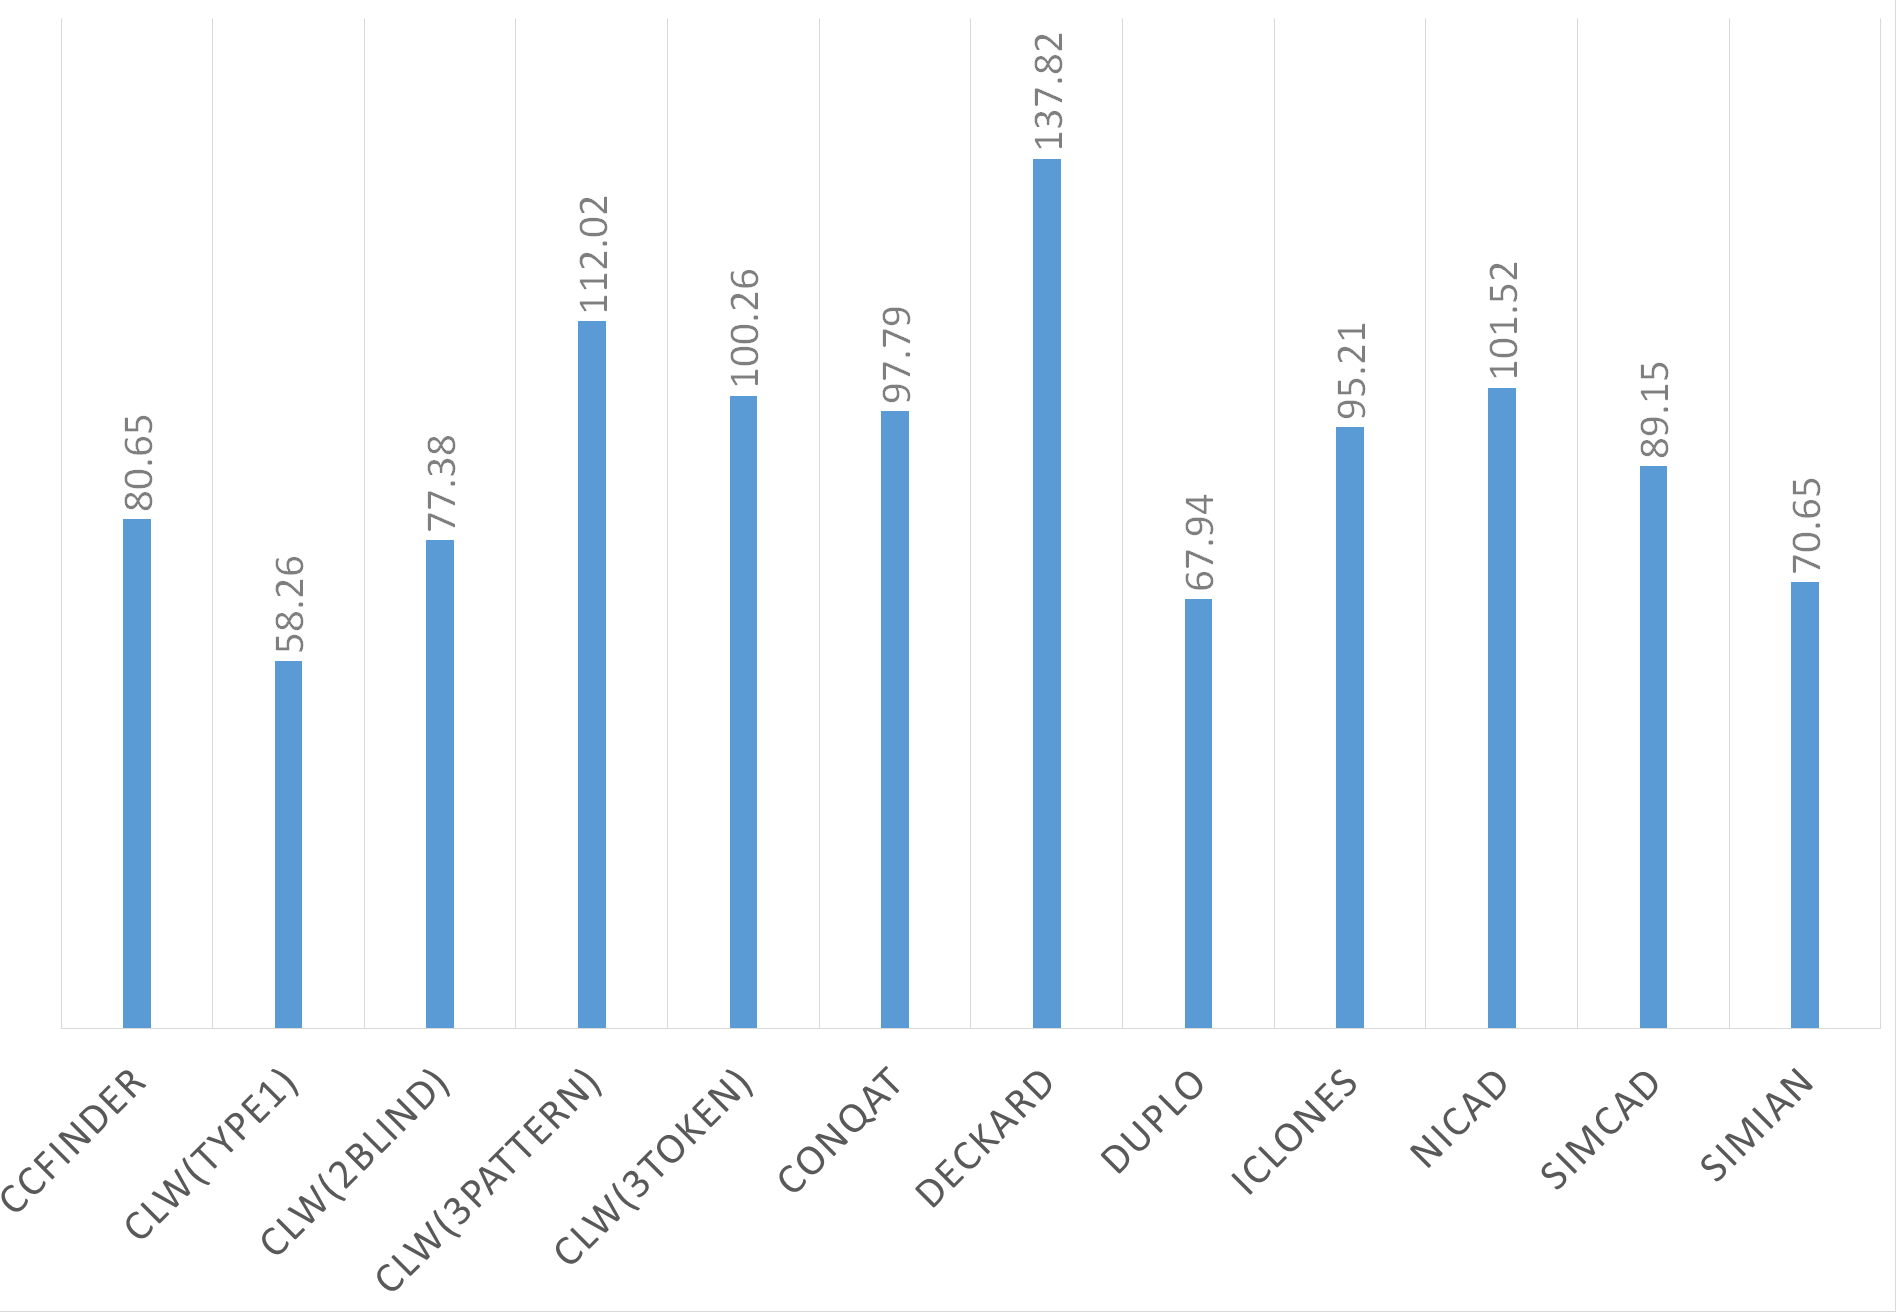 80.65
58.26
77.38
112.02
100.26
97.79
137.82
67.94
95.21
101.52
89.15
70.65
CCFINDER
CLW(TYPE1)
CLW(2BLIND)
CLW(3PATTERN)
CLW(3TOKEN)
CONQAT
DECKARD
DUPLO
ICLONES
NICAD
SIMCAD
SIMIAN